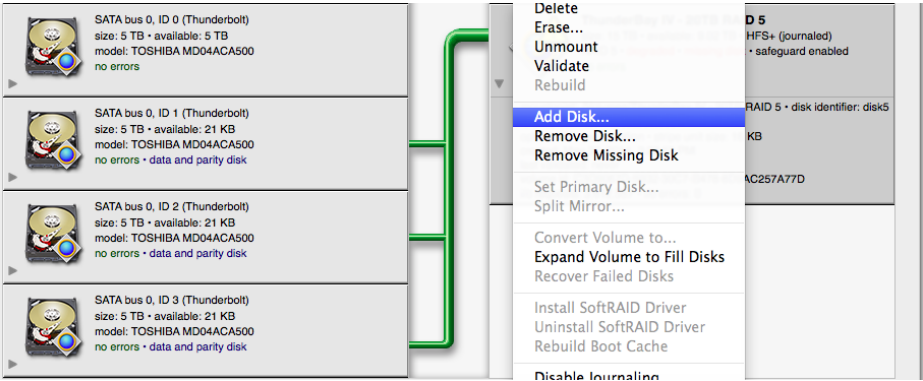 SATA bus 0, ID 0 (Thunderbolt)
size: 5 TB • available: 5 TB
model: TOSHIBA MD04ACA500
no errors
SATA bus 0, ID 1 (Thunderbolt)
size: 5 TB • available: 21 KB
model: TOSHIBA MD04ACA500
no errors • data and parity disk
SATA bus 0, ID 2 (Thunderbolt)
size: 5 TB • available: 21 KB
model: TOSHIBA MD04ACA500
no errors • data and parity disk
SATA bus 0, ID 3 (Thunderbolt)
size: 5 TB • available: 21 KB
model: TOSHIBA MD04ACA500
no errors • data and parity disk
Delete
Erase...
Unmount
Validate
Rebuild
Add Disk...
Remove Disk...
Remove Missing Disk
Set Primary Disk...
Split Mirror...
Convert Volume to...
Expand Volume to Fill Disks
Recover Failed Disks
Install SoftRAID Driver
Uninstall SoftRAID Driver
Rebuild Boot Cache
Disable Journaling
D 5
HFS+ (journaled)
• safeguard enabled
RAID 5 • disk identifier: disk5
KB
AC257A77D